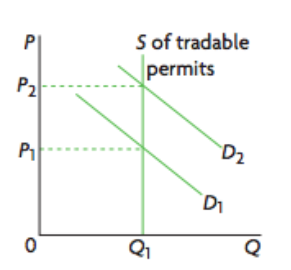 P
S of tradable
permits
P2
P1
D2
D1
0
Q1
Q